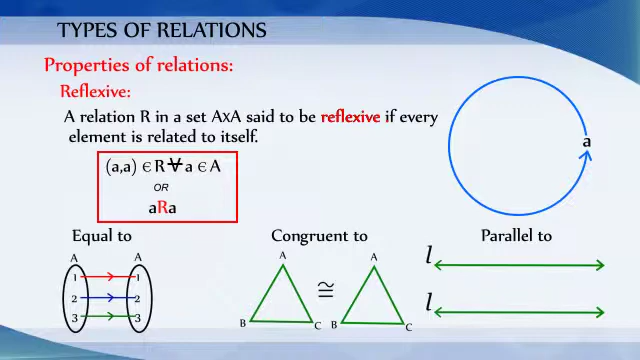 TYPES OF RELATIONS
Properties of relations:
Reflexive:
A relation R in a set AxA said to be reflexive if every
element is related to itself.
(a,a) ∈ R ∀ a ∈ A
OR
aRa
a
Equal to
A A
1 1
2 2
3 3
Congruent to
A A
≅
B C B C
Parallel to
l
l